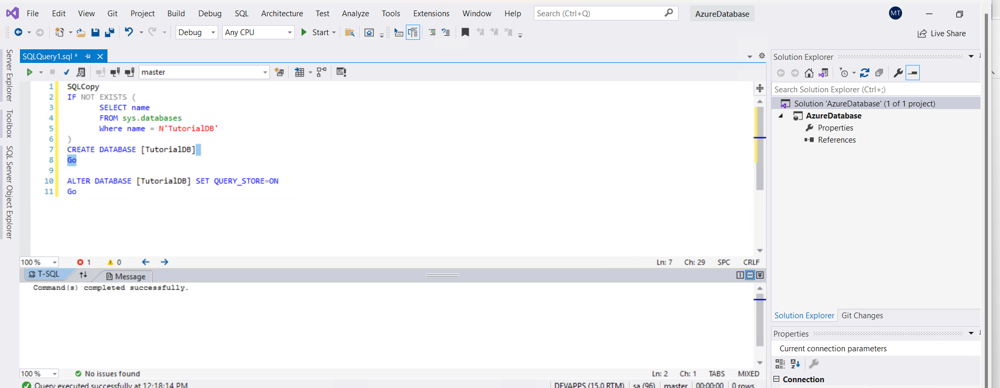 File Edit View Git Project Build Debug SQL Architecture Test Analyze Tools Extensions Window Help Search (Ctrl+Q) AzureDatabase MT
Debug Any CPU Start Live Share
Server Explorer
Toolbox
SQL Server Object Explorer
SQLQuery1.sql *
master
1 SQLCopy
2 IF NOT EXISTS (
3 SELECT name
4 FROM sys.databases
5 Where name = N'TutorialDB'
6 )
7 CREATE DATABASE [TutorialDB]
8 Go
9
10 ALTER DATABASE [TutorialDB] SET QUERY_STORE=ON
11 Go
100 % 1 0 Ln: 7 Ch: 29 SPC CRLF
T-SQL Message
Command(s) completed successfully.
100 % No issues found Ln: 2 Ch: 1 TABS MIXED
Query executed successfully at 12:18:14 PM DEVAPPS (15.0 RTM) sa (96) master 00:00:00 0 rows
Solution Explorer
Search Solution Explorer (Ctrl+;)
Solution 'AzureDatabase' (1 of 1 project)
AzureDatabase
Properties
References
Solution Explorer Git Changes
Properties
Current connection parameters
Connection